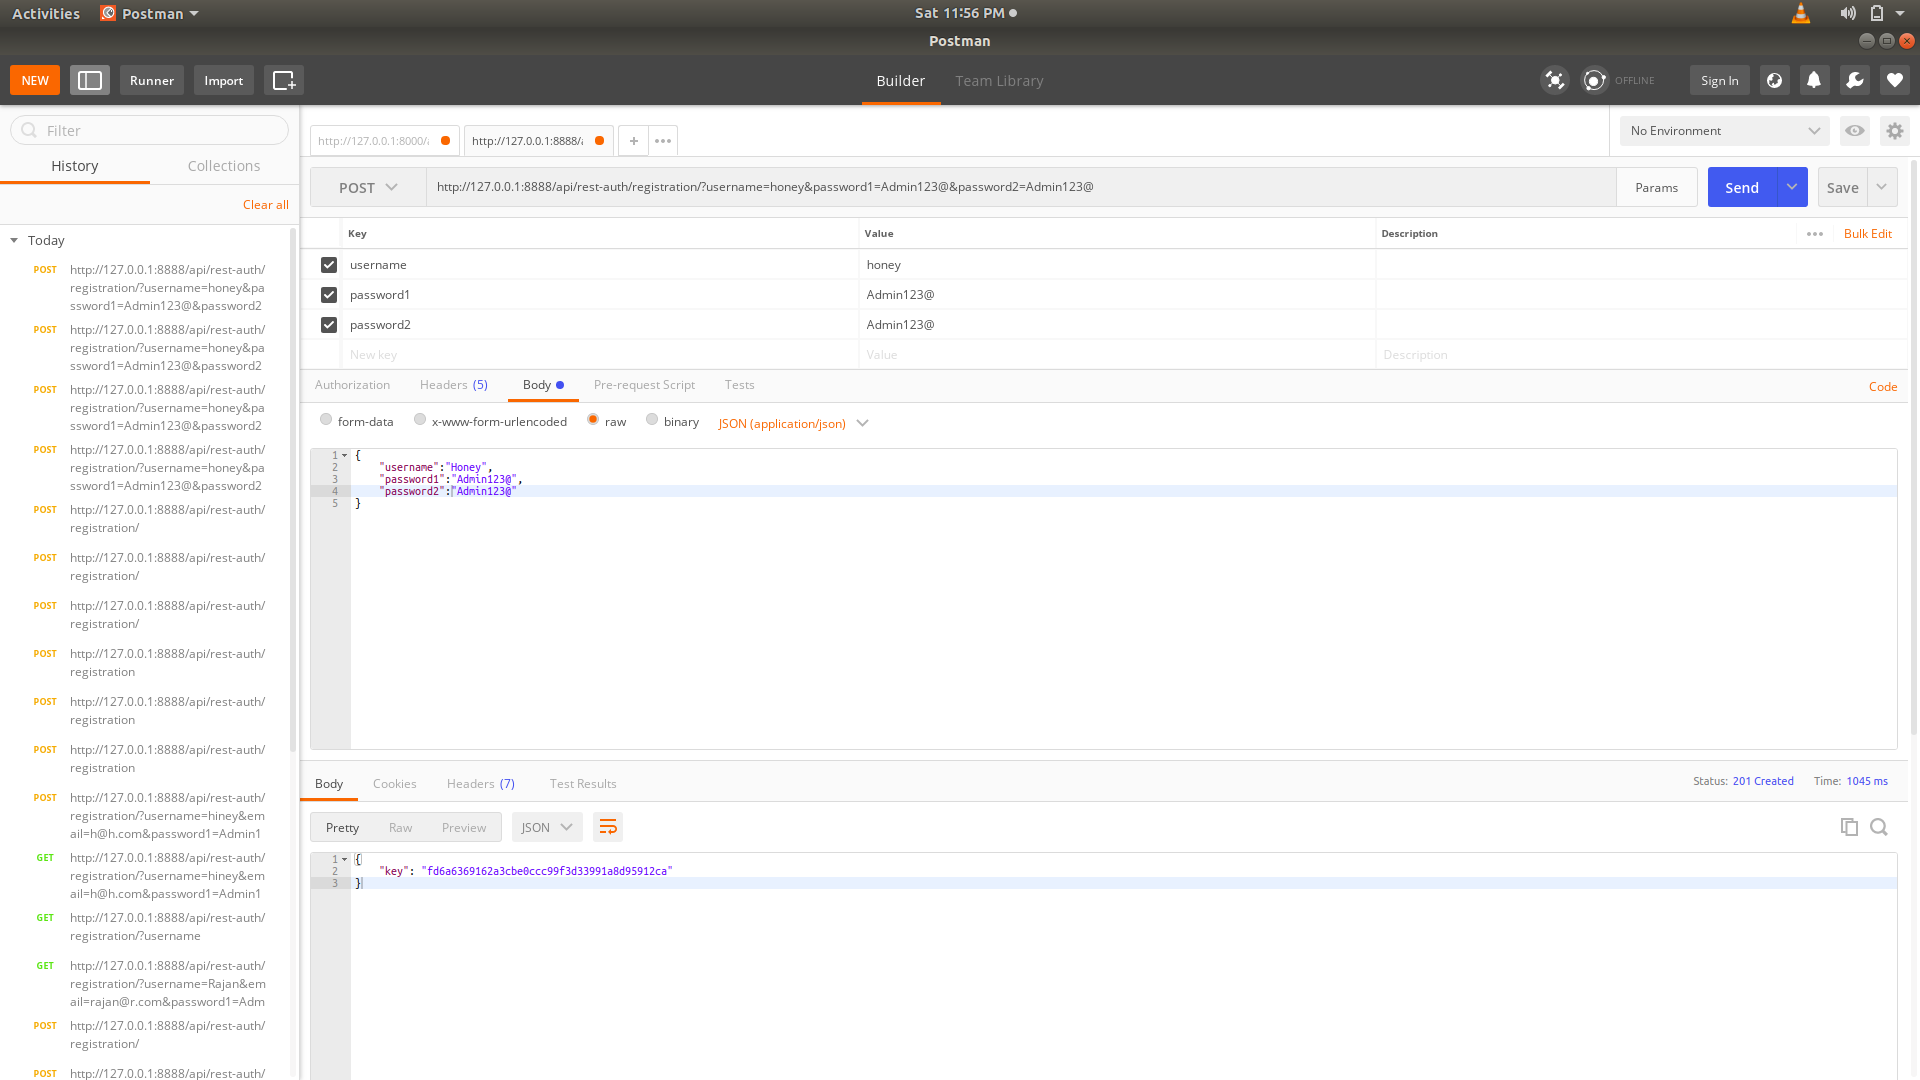 Activities
Postman
Sat 11:56 PM
Postman
NEW
Runner
Import
Builder
Team Library
OFFLINE
Sign In
Filter
History
Collections
Clear all
Today
POST http://127.0.0.1:8888/api/rest-auth/
registration/?username=honey&pa
ssword1=Admin123@&password2
POST http://127.0.0.1:8888/api/rest-auth/
registration/?username=honey&pa
ssword1=Admin123@&password2
POST http://127.0.0.1:8888/api/rest-auth/
registration/?username=honey&pa
ssword1=Admin123@&password2
POST http://127.0.0.1:8888/api/rest-auth/
registration/?username=honey&pa
ssword1=Admin123@&password2
POST http://127.0.0.1:8888/api/rest-auth/
registration/
POST http://127.0.0.1:8888/api/rest-auth/
registration/
POST http://127.0.0.1:8888/api/rest-auth/
registration/
POST http://127.0.0.1:8888/api/rest-auth/
registration
POST http://127.0.0.1:8888/api/rest-auth/
registration
POST http://127.0.0.1:8888/api/rest-auth/
registration
POST http://127.0.0.1:8888/api/rest-auth/
registration/?username=hiney&em
ail=h@h.com&password1=Admin1
GET http://127.0.0.1:8888/api/rest-auth/
registration/?username=hiney&em
ail=h@h.com&password1=Admin1
GET http://127.0.0.1:8888/api/rest-auth/
registration/?username
GET http://127.0.0.1:8888/api/rest-auth/
registration/?username=Rajan&em
ail=rajan@r.com&password1=Adm
POST http://127.0.0.1:8888/api/rest-auth/
registration/
POST http://127.0.0.1:8888/api/rest-auth/
http://127.0.0.1:8000/
http://127.0.0.1:8888/
+
No Environment
POST
http://127.0.0.1:8888/api/rest-auth/registration/?username=honey&password1=Admin123@&password2=Admin123@
Params
Send
Save
Key Value Description
Bulk Edit
username honey
password1 Admin123@
password2 Admin123@
New key Value Description
Authorization Headers (5) Body Pre-request Script Tests
Code
form-data x-www-form-urlencoded raw binary JSON (application/json)
1 {
2 "username":"Honey",
3 "password1":"Admin123@",
4 "password2":"Admin123@"
5 }
Body Cookies Headers (7) Test Results
Status: 201 Created Time: 1045 ms
Pretty Raw Preview JSON
1 {
2 "key": "fd6a6369162a3cbe0ccc99f3d33991a8d95912ca"
3 }